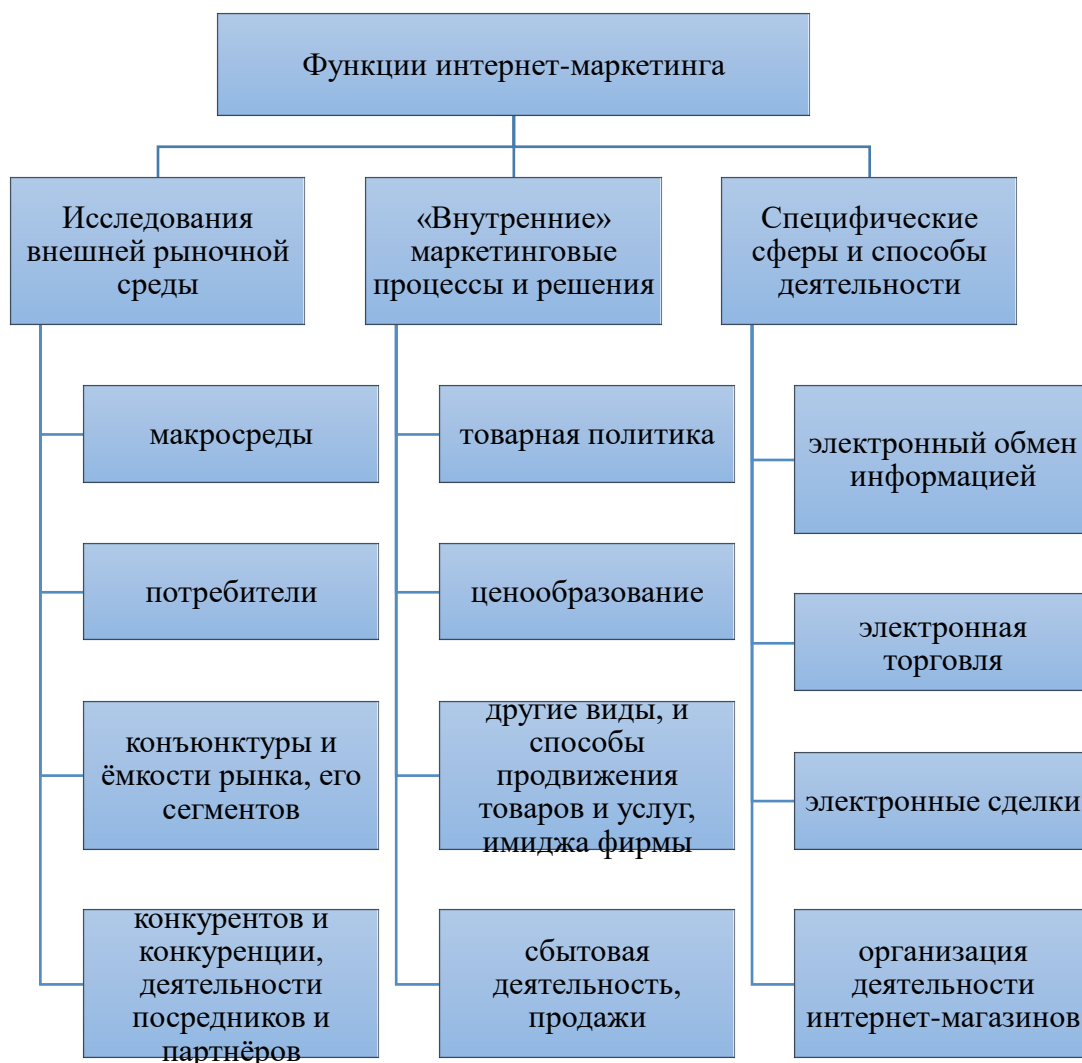 Функции интернет-маркетинга
Исследования
внешней рыночной
среды
макросреды
потребители
конъюнктуры и
ёмкости рынка, его
сегментов
конкурентов и
конкуренции,
деятельности
посредников и
партнёров
«Внутренние»
маркетинговые
процессы и решения
товарная политика
ценообразование
другие виды, и
способы
продвижения
товаров и услуг,
имиджа фирмы
сбытовая
деятельность,
продажи
Специфические
сферы и способы
деятельности
электронный обмен
информацией
электронная
торговля
электронные сделки
организация
деятельности
интернет-магазинов